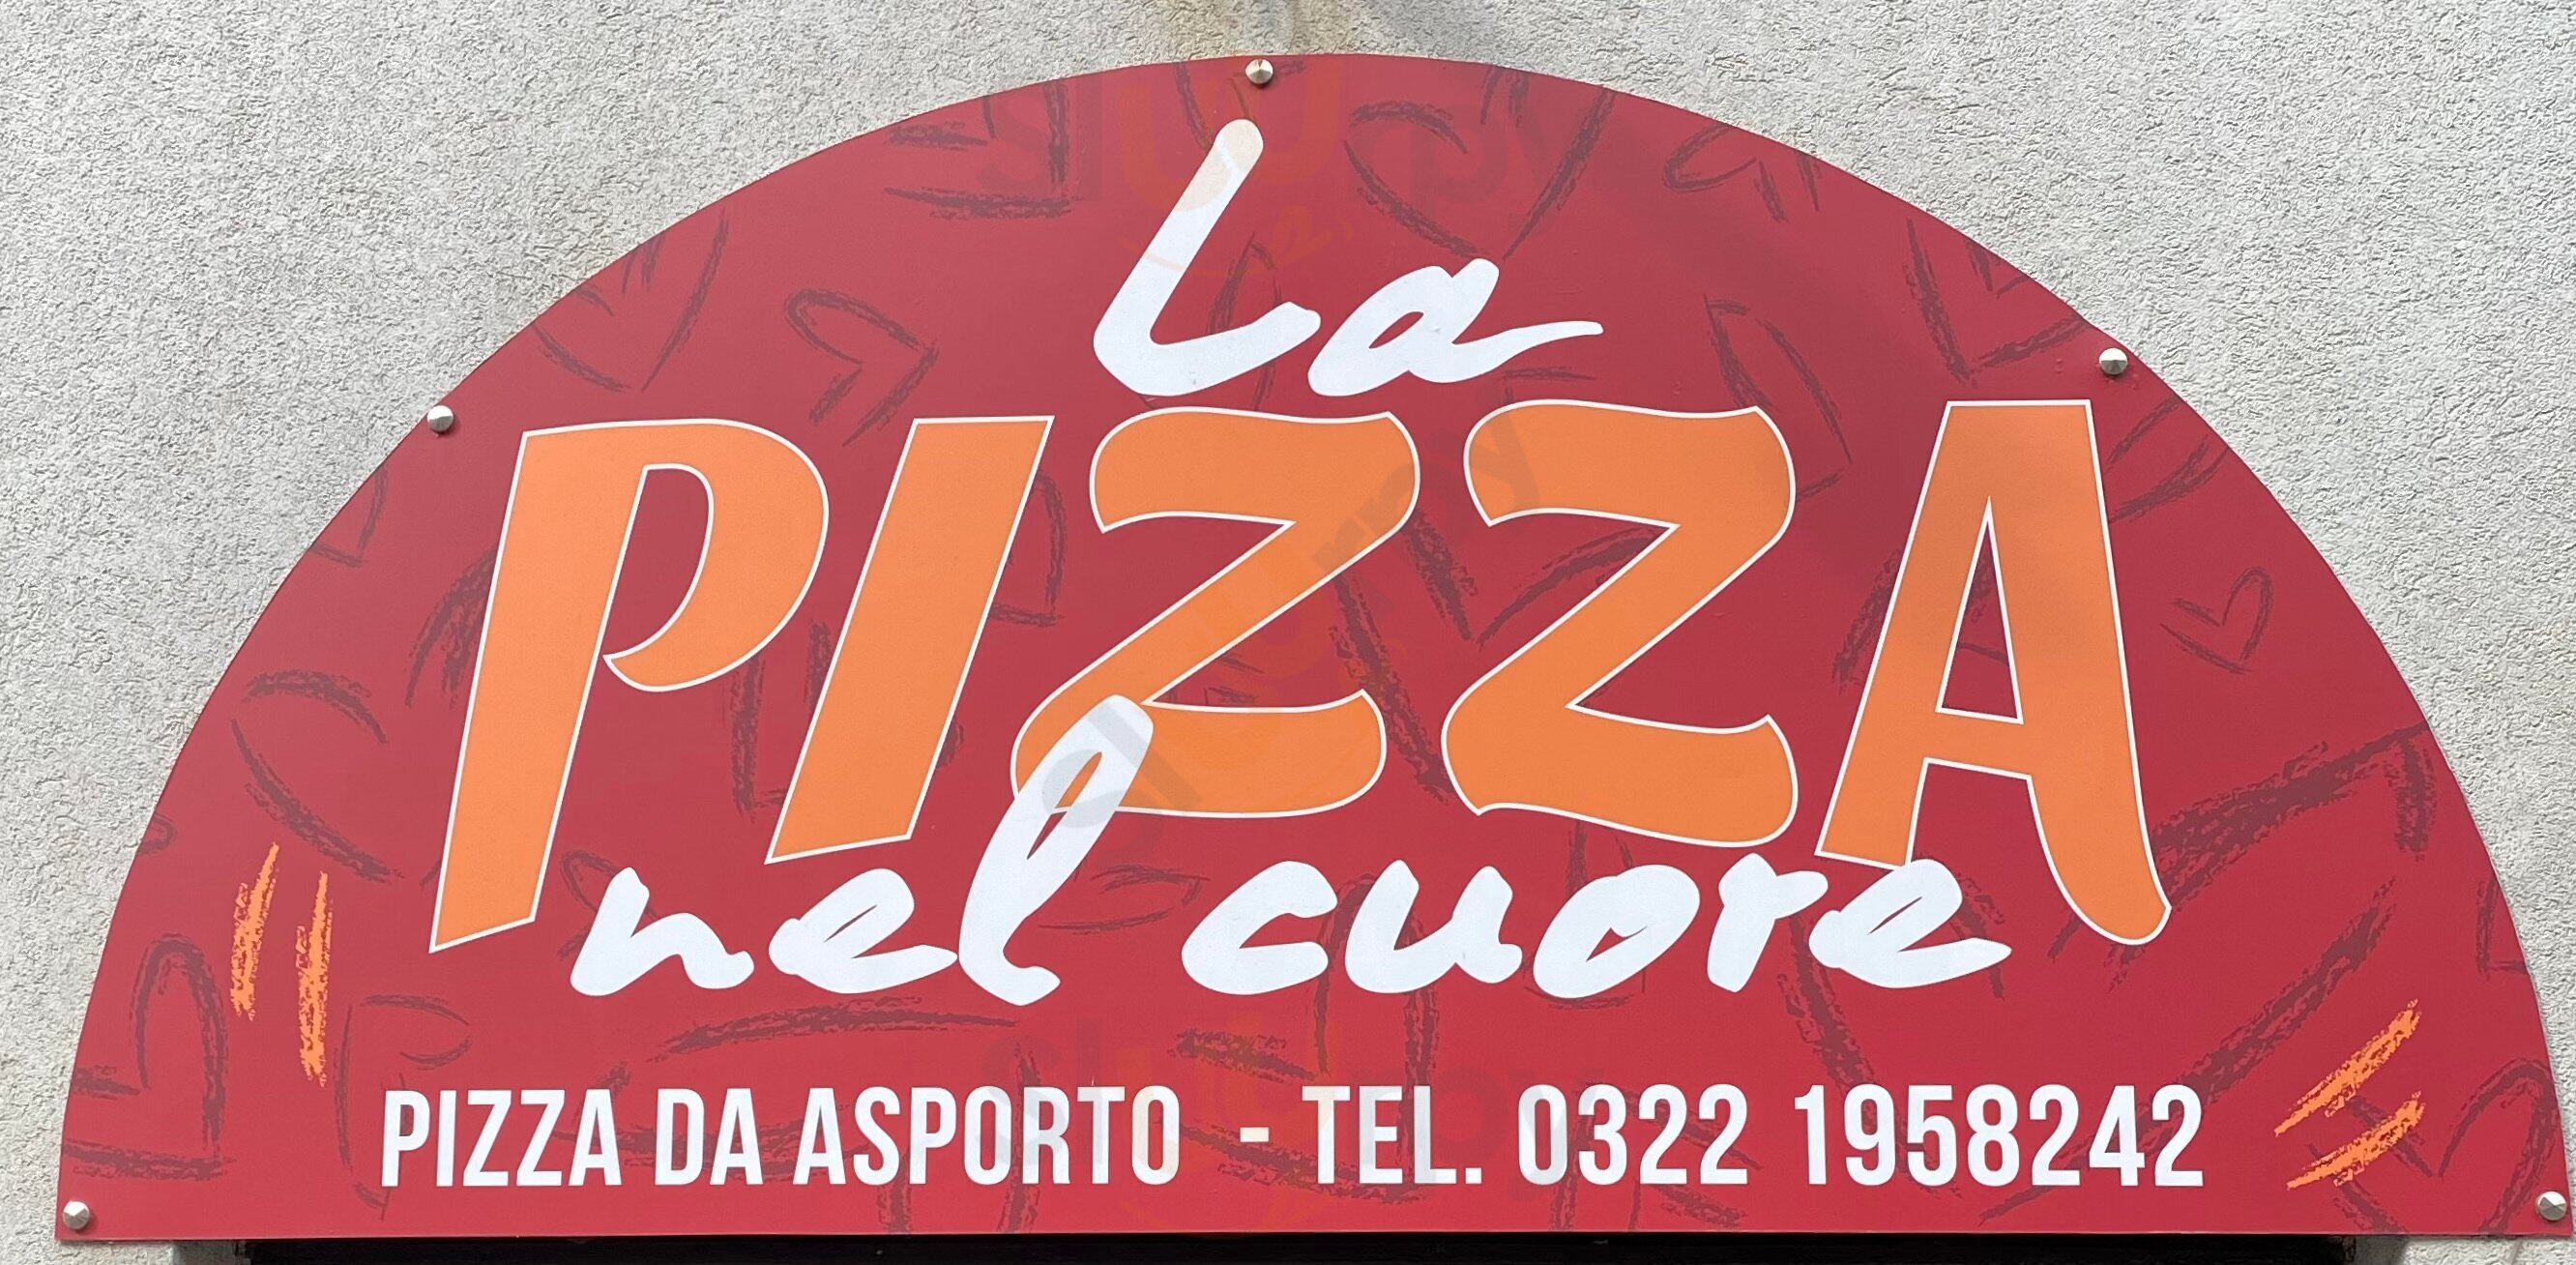 La
PIZZA
nel cuore
PIZZA DA ASPORTO - TEL. 0322 1958242